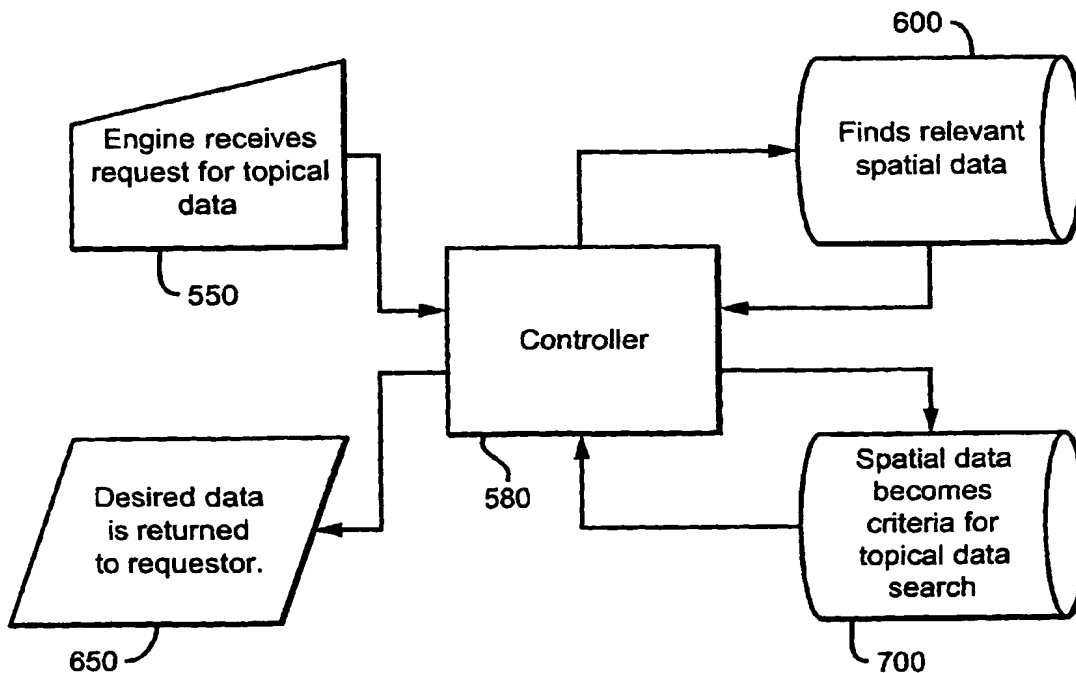 600
Engine receives
request for topical
data
550
Finds relevant
spatial data
Controller
580
Desired data
is returned
to requestor.
650
Spatial data
becomes
criteria for
topical data
search
700